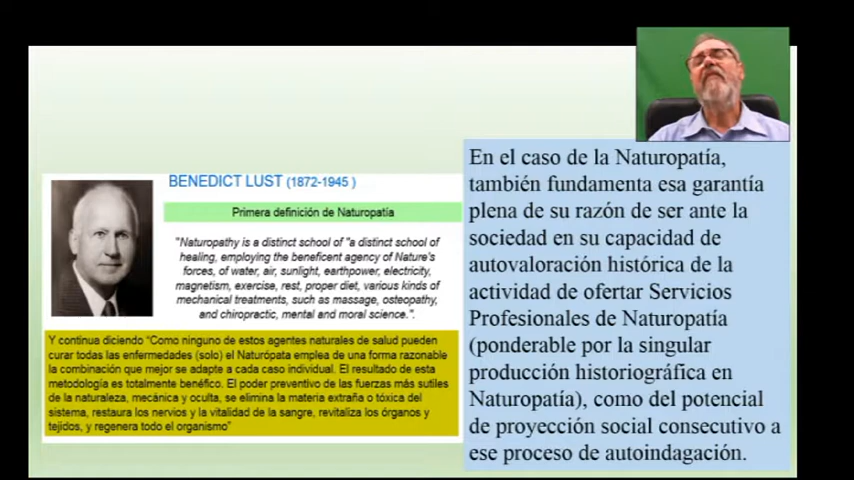 BENEDICT LUST (1872-1945 )
Primera definición de Naturopatía
"Naturopathy is a distinct school of "a distinct school of
healing, employing the beneficent agency of Nature's
forces, of water, air, sunlight, earthpower, electricity,
magnetism, exercise, rest, proper diet, various kinds of
mechanical treatments, such as massage, osteopathy,
and chiropractic, mental and moral science.".
Y continua diciendo "Como ninguno de estos agentes naturales de salud pueden
curar todas las enfermedades (solo) el Naturópata emplea de una forma razonable
la combinación que mejor se adapte a cada caso individual. El resultado de esta
metodología es totalmente benéfico. El poder preventivo de las fuerzas más sutiles
de la naturaleza, mecánica y oculta, se elimina la materia extraña o tóxica del
sistema, restaura los nervios y la vitalidad de la sangre, revitaliza los órganos y
tejidos, y regenera todo el organismo"
En el caso de la Naturopatía,
también fundamenta esa garantía
plena de su razón de ser ante la
sociedad en su capacidad de
autovaloración histórica de la
actividad de ofertar Servicios
Profesionales de Naturopatía
(ponderable por la singular
producción historiográfica en
Naturopatía), como del potencial
de proyección social consecutivo a
ese proceso de autoindagación.